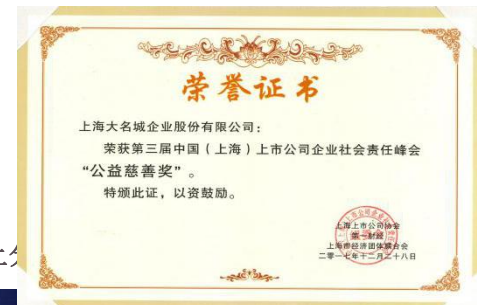 荣誉证书
上海大名城企业股份有限公司：
荣获第三届中国（上海）上市公司企业社会责任峰会
“公益慈善奖”。
特颁此证，以资鼓励。
上海上市公司协会
第一财经
上海市经济团体联合会
二零一七年十二月二十八日